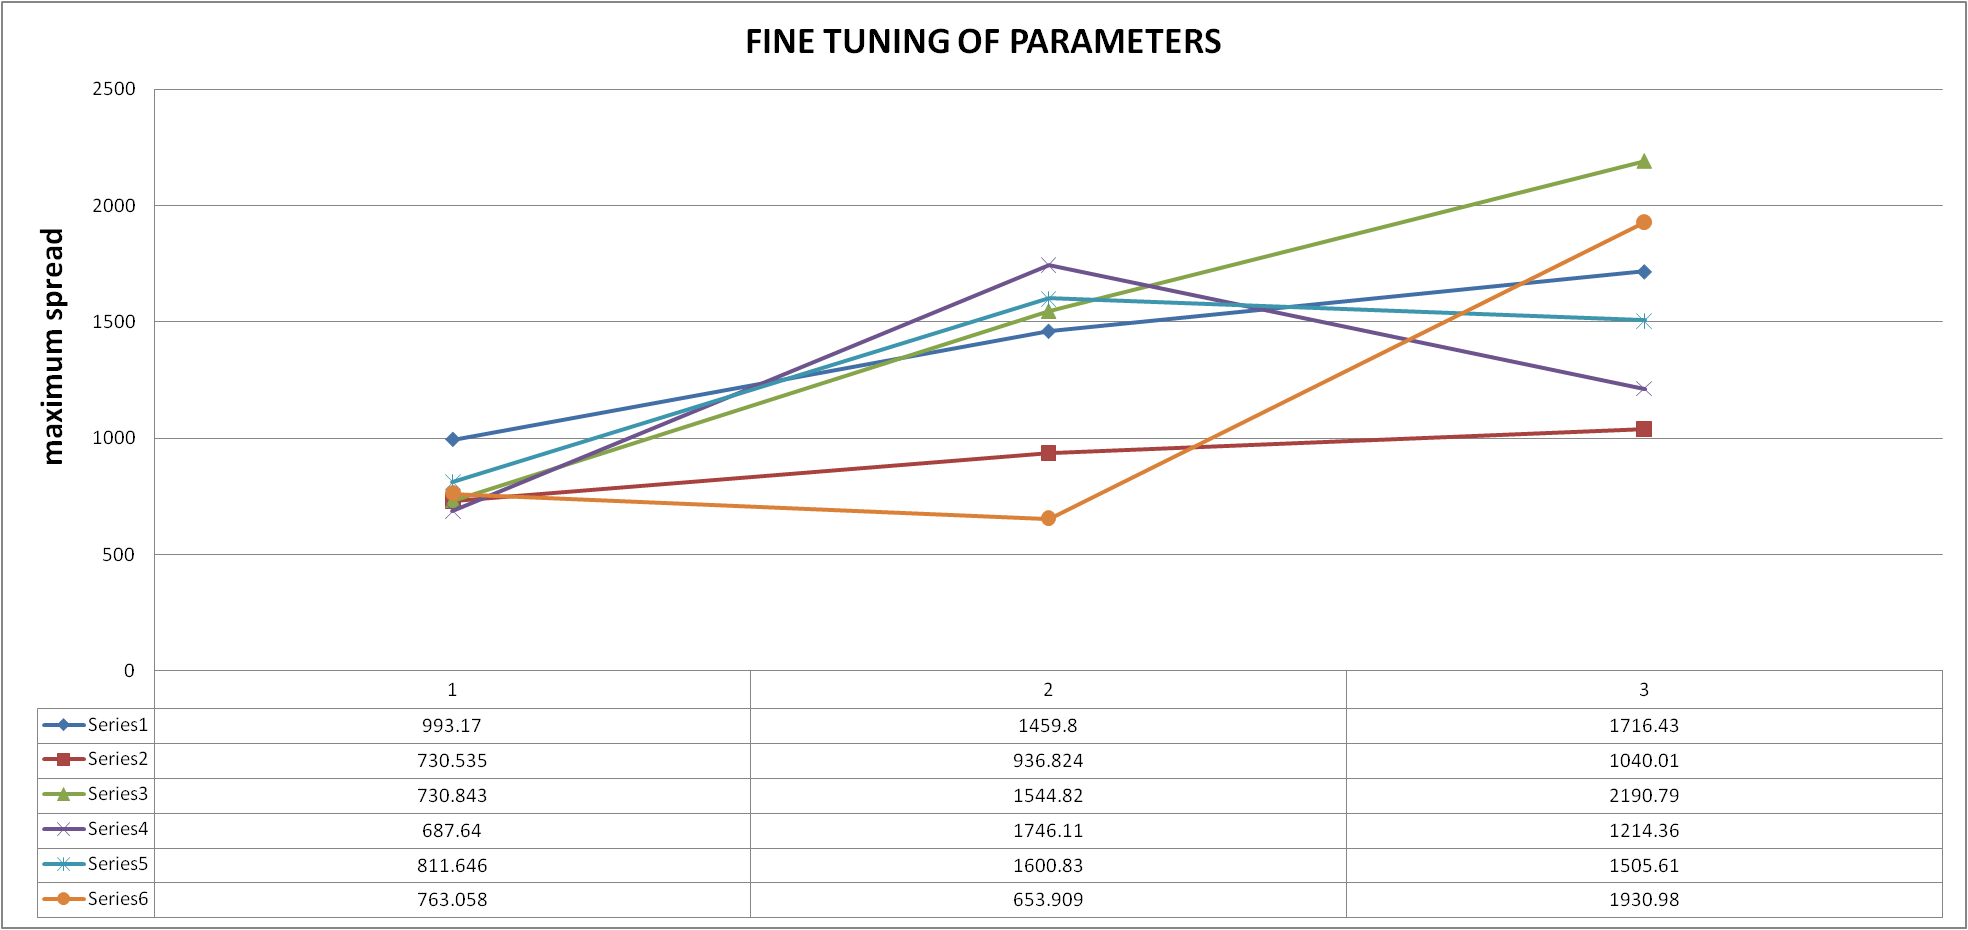 FINE TUNING OF PARAMETERS
maximum spread
2500
2000
1500
1000
500
0
1 2 3
Series1 993.17 1459.8 1716.43
Series2 730.535 936.824 1040.01
Series3 730.843 1544.82 2190.79
Series4 687.64 1746.11 1214.36
Series5 811.646 1600.83 1505.61
Series6 763.058 653.909 1930.98